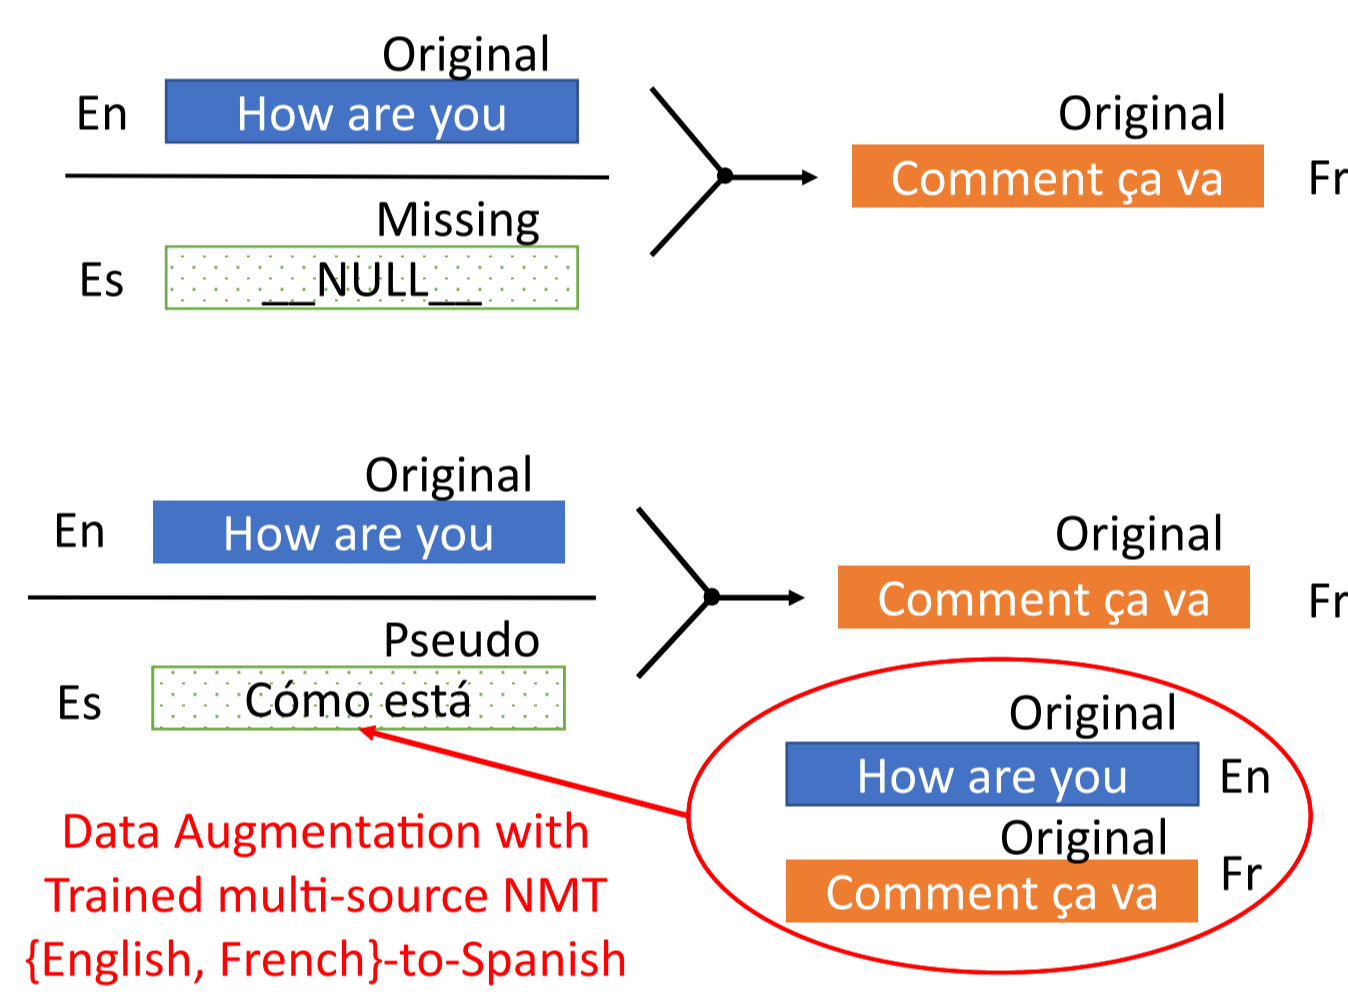 Original
En How are you
Original
Comment ça va Fr
Missing
Es __NULL__
Original
En How are you
Original
Comment ça va Fr
Pseudo
Es Cómo está
Original
How are you En
Original
Comment ça va Fr
Data Augmentation with
Trained multi-source NMT
{English, French}-to-Spanish